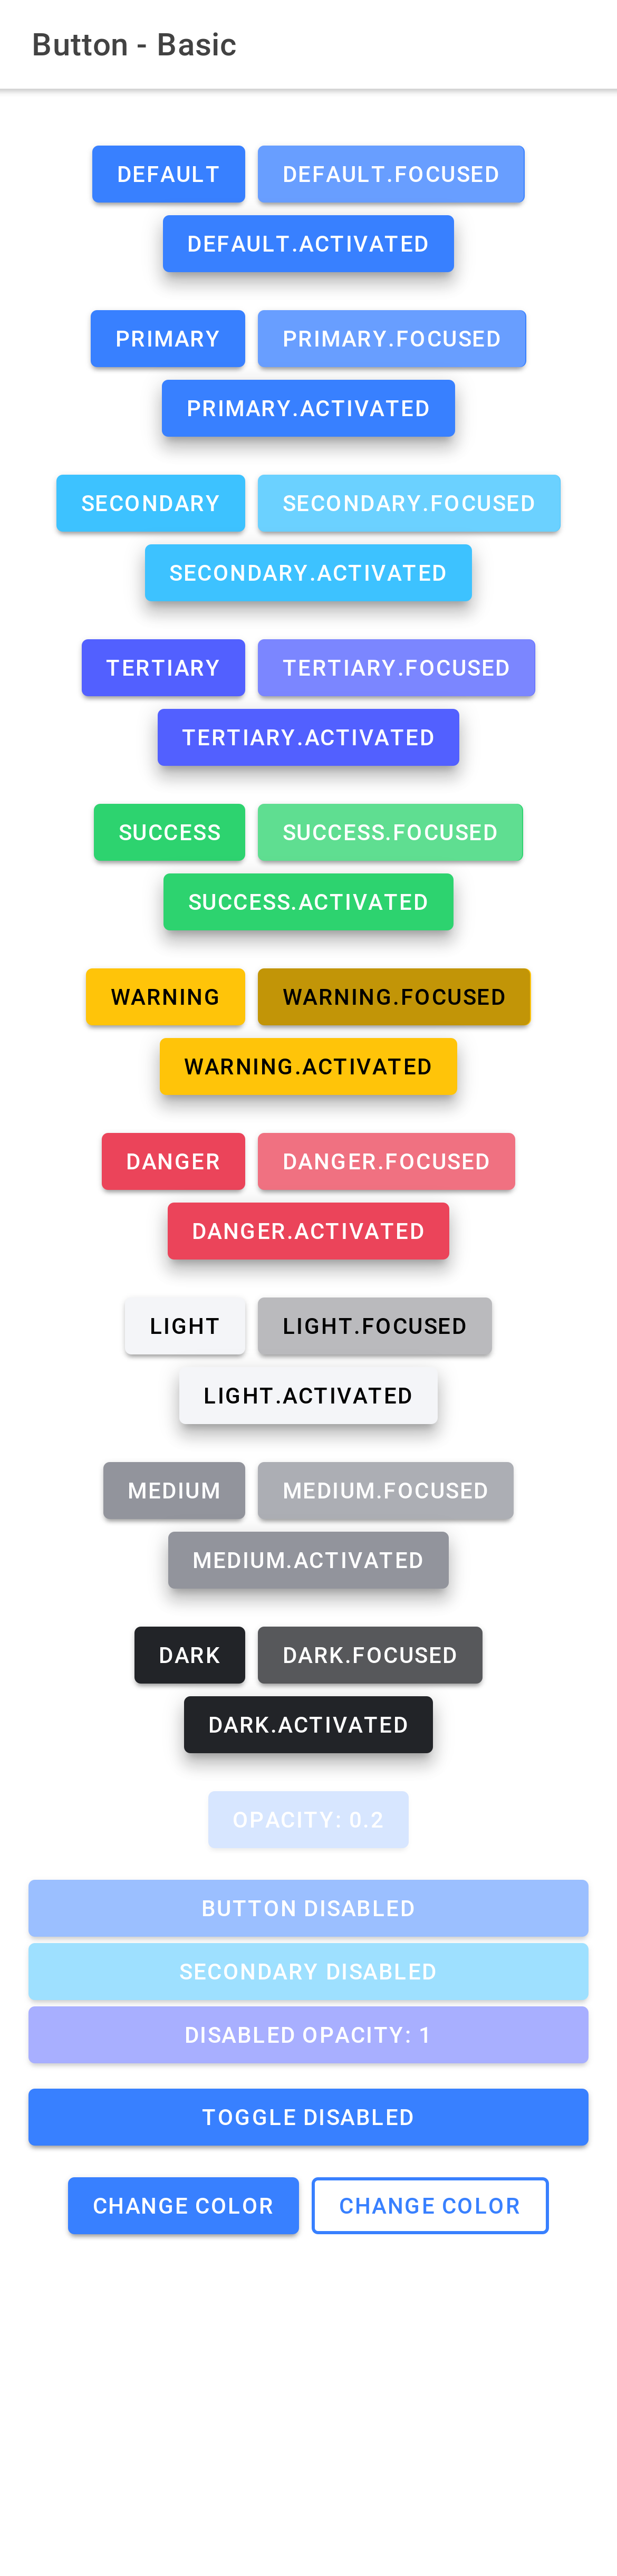 Button - Basic
DEFAULT
DEFAULT.FOCUSED
DEFAULT.ACTIVATED
PRIMARY
PRIMARY.FOCUSED
PRIMARY.ACTIVATED
SECONDARY
SECONDARY.FOCUSED
SECONDARY.ACTIVATED
TERTIARY
TERTIARY.FOCUSED
TERTIARY.ACTIVATED
SUCCESS
SUCCESS.FOCUSED
SUCCESS.ACTIVATED
WARNING
WARNING.FOCUSED
WARNING.ACTIVATED
DANGER
DANGER.FOCUSED
DANGER.ACTIVATED
LIGHT
LIGHT.FOCUSED
LIGHT.ACTIVATED
MEDIUM
MEDIUM.FOCUSED
MEDIUM.ACTIVATED
DARK
DARK.FOCUSED
DARK.ACTIVATED
OPACITY: 0.2
BUTTON DISABLED
SECONDARY DISABLED
DISABLED OPACITY: 1
TOGGLE DISABLED
CHANGE COLOR
CHANGE COLOR